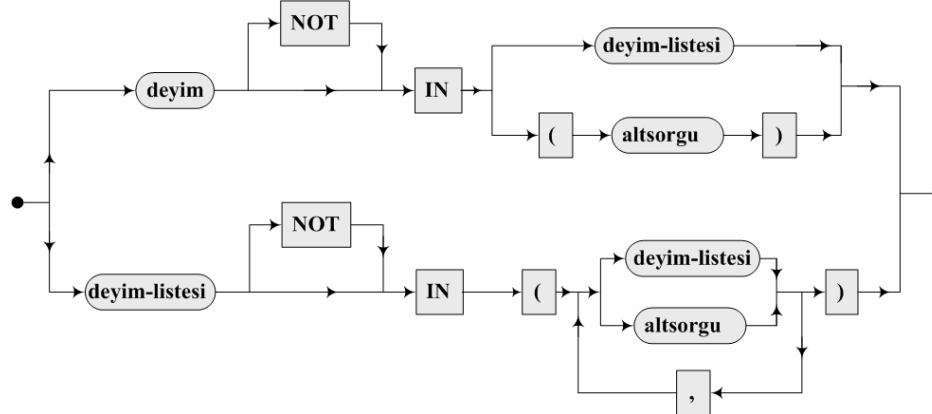 NOT
deyim
IN
deyim-listesi
(
altsorgu
)
NOT
deyim-listesi
IN
(
deyim-listesi
altsorgu
)
,